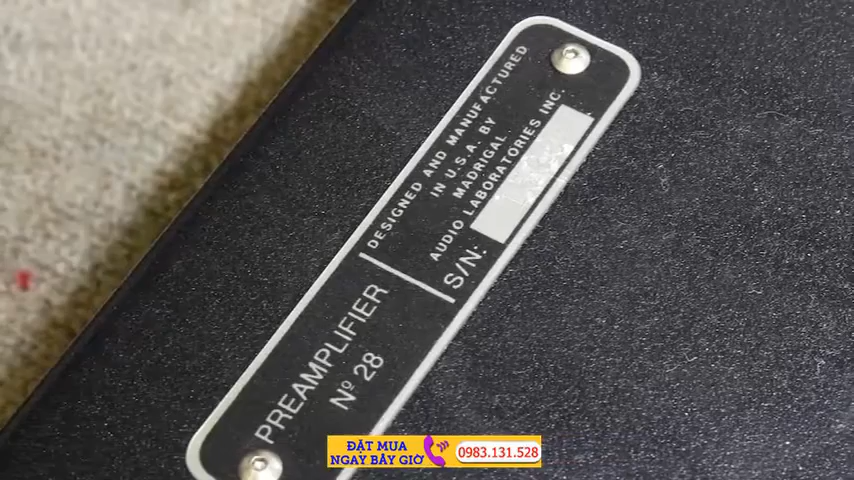 DESIGNED AND MANUFACTURED
IN U.S.A. BY
MADRIGAL
AUDIO LABORATORIES INC.
S/N:
PREAMPLIFIER
Nº 28
ĐẶT MUA
NGAY BÂY GIỜ
0983.131.528